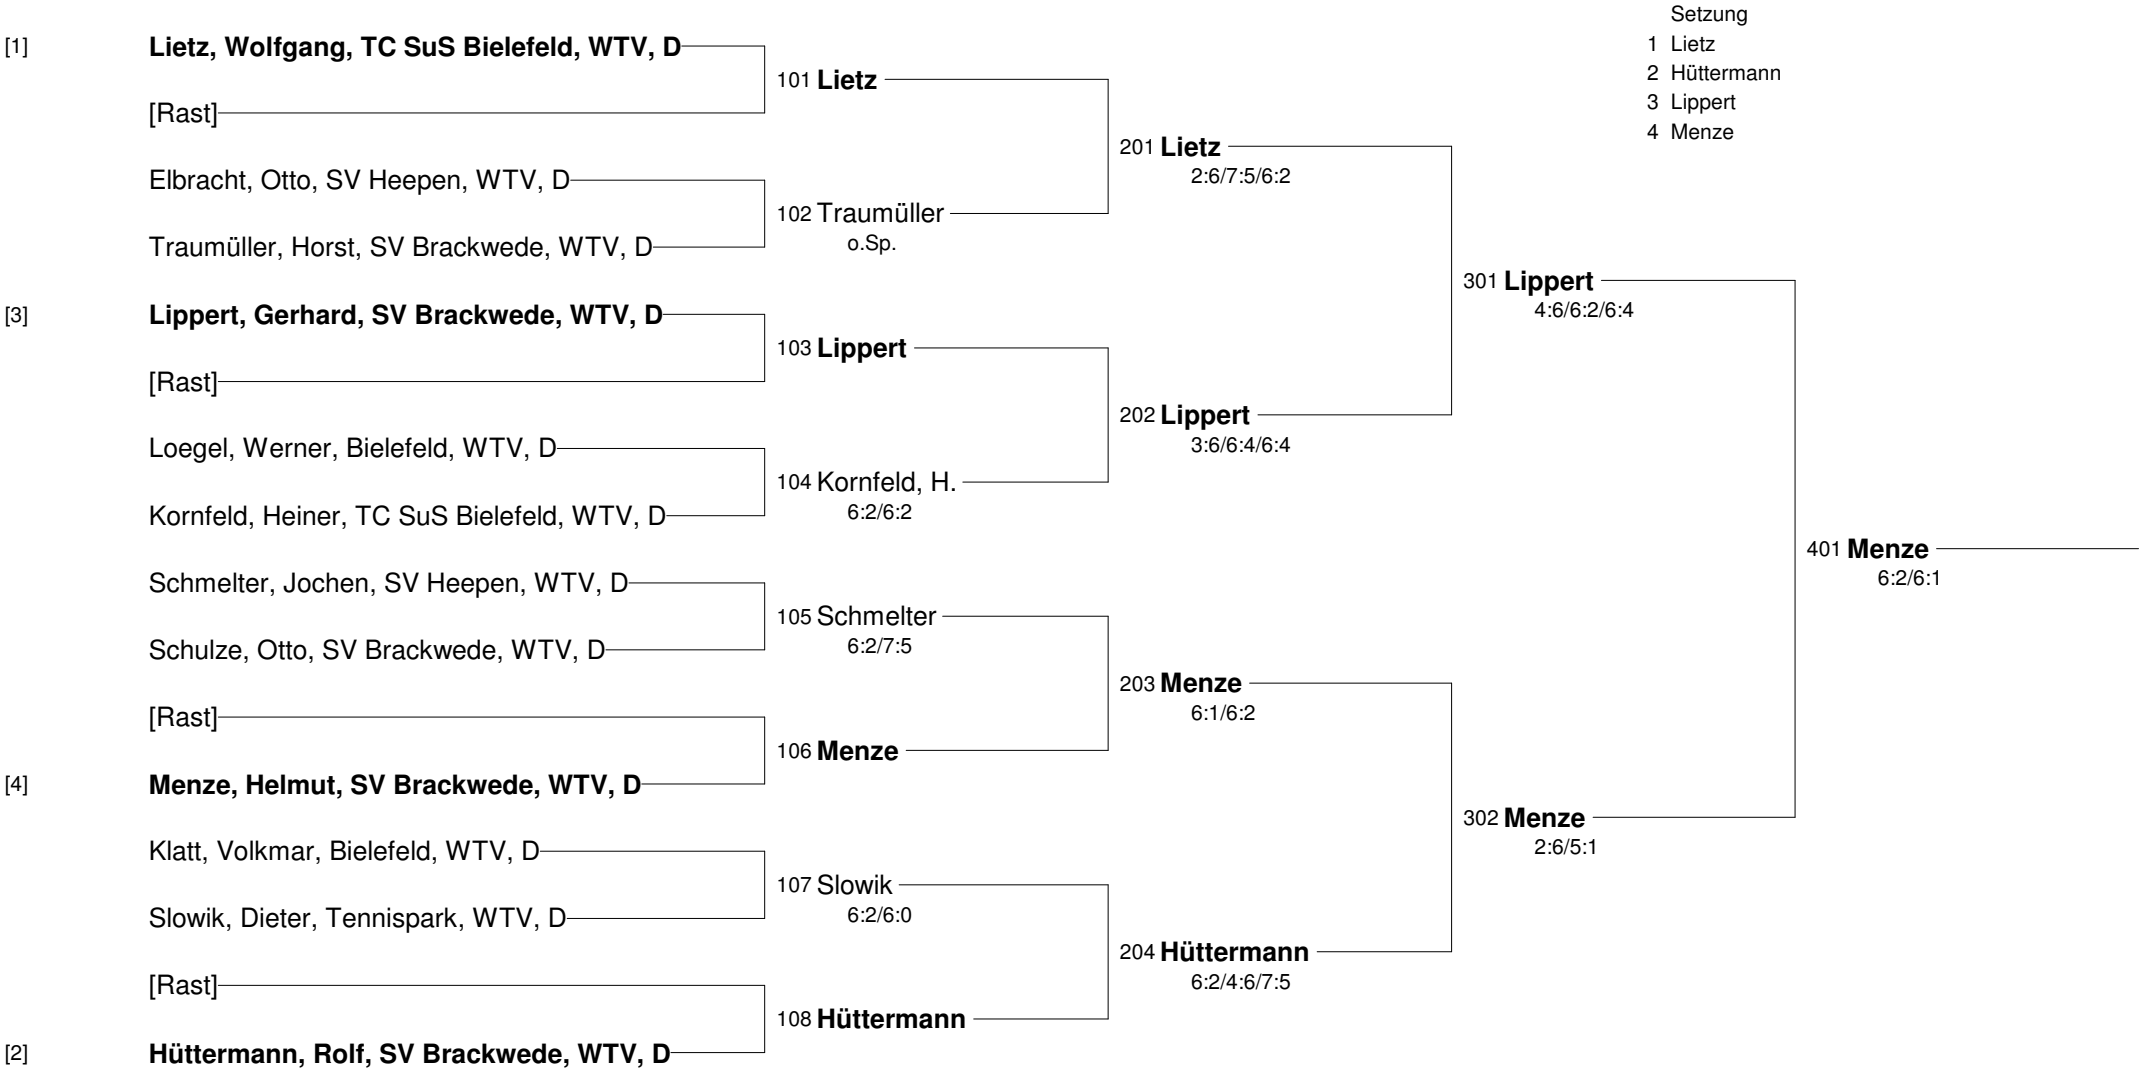 Setzung
1 Lietz
2 Hüttermann
3 Lippert
4 Menze
[1] Lietz, Wolfgang, TC SuS Bielefeld, WTV, D
[Rast]
Elbracht, Otto, SV Heepen, WTV, D
Traumüller, Horst, SV Brackwede, WTV, D
[3] Lippert, Gerhard, SV Brackwede, WTV, D
[Rast]
Loegel, Werner, Bielefeld, WTV, D
Kornfeld, Heiner, TC SuS Bielefeld, WTV, D
Schmelter, Jochen, SV Heepen, WTV, D
Schulze, Otto, SV Brackwede, WTV, D
[Rast]
[4] Menze, Helmut, SV Brackwede, WTV, D
Klatt, Volkmar, Bielefeld, WTV, D
Slowik, Dieter, Tennispark, WTV, D
[Rast]
[2] Hüttermann, Rolf, SV Brackwede, WTV, D
101 Lietz
102 Traumüller
o.Sp.
103 Lippert
104 Kornfeld, H.
6:2/6:2
105 Schmelter
6:2/7:5
106 Menze
107 Slowik
6:2/6:0
108 Hüttermann
201 Lietz
2:6/7:5/6:2
202 Lippert
3:6/6:4/6:4
203 Menze
6:1/6:2
204 Hüttermann
6:2/4:6/7:5
301 Lippert
4:6/6:2/6:4
302 Menze
2:6/5:1
401 Menze
6:2/6:1